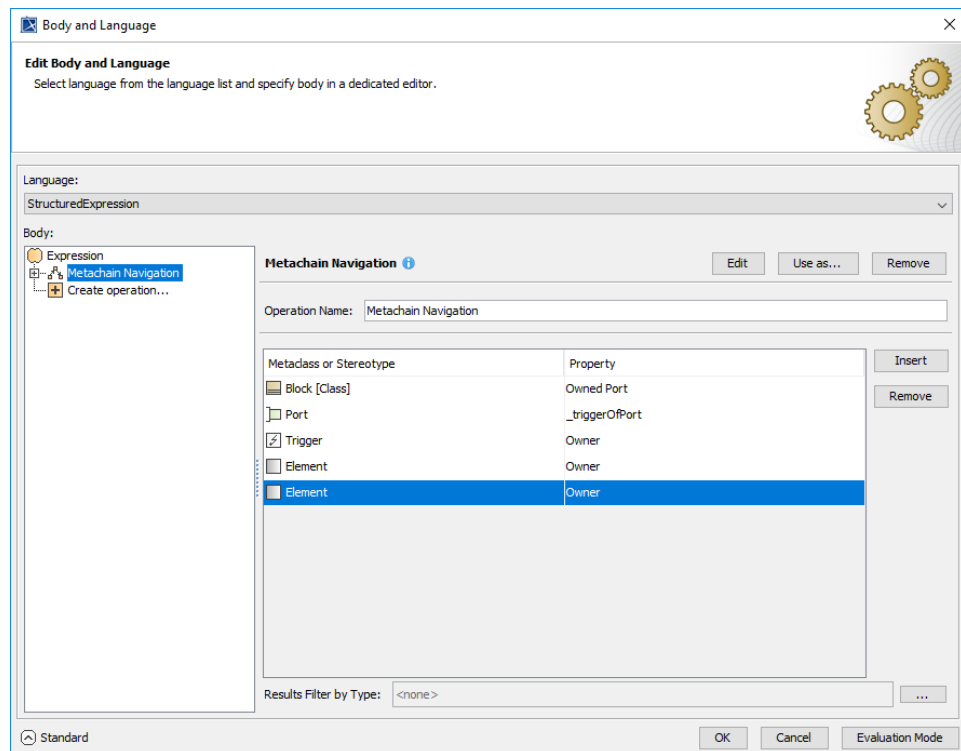 Body and Language
Edit Body and Language
Select language from the language list and specify body in a dedicated editor.
Language:
StructuredExpression
Body:
Expression
Metachain Navigation
Create operation...
Metachain Navigation
Edit
Use as...
Remove
Operation Name: Metachain Navigation
Metaclass or Stereotype Property
Block [Class] Owned Port
Port _triggerOfPort
Trigger Owner
Element Owner
Element Owner
Insert
Remove
Results Filter by Type: <none> ...
Standard
OK
Cancel
Evaluation Mode